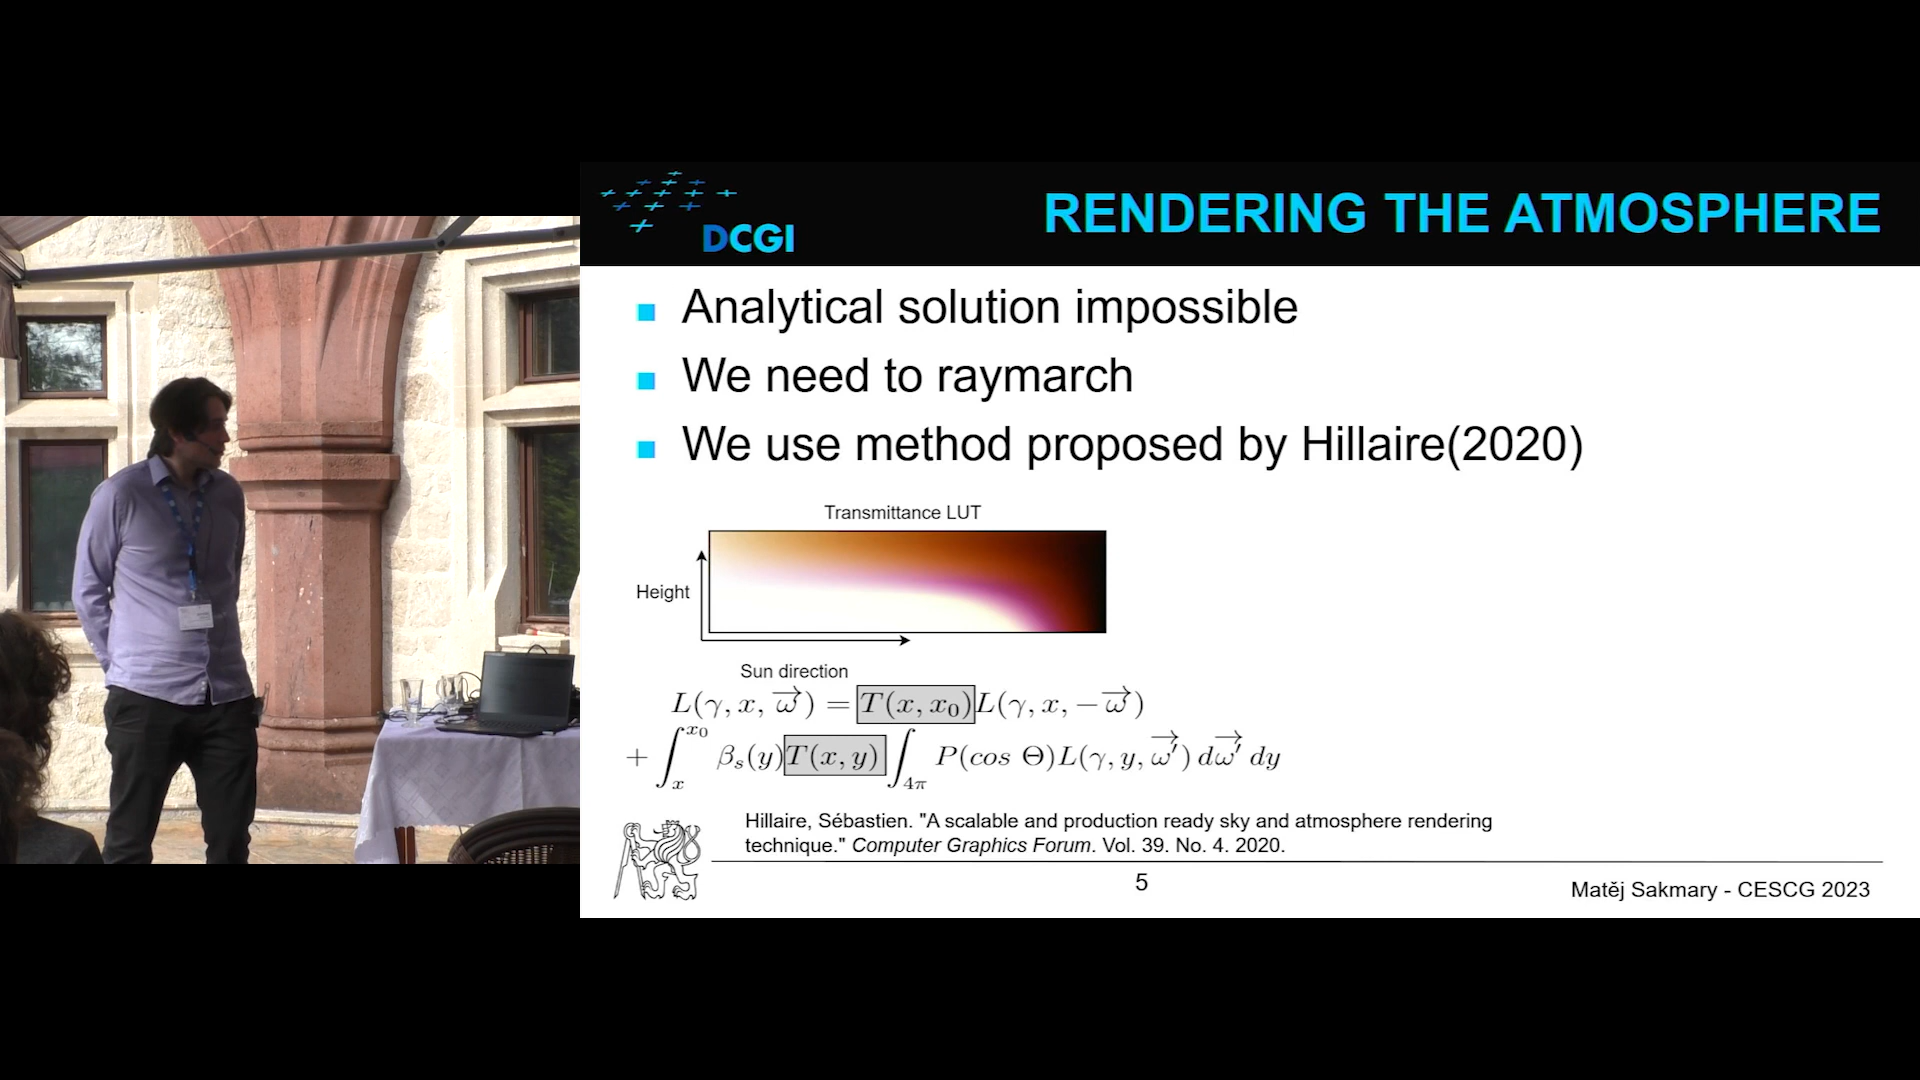 DCGI
RENDERING THE ATMOSPHERE
Analytical solution impossible
We need to raymarch
We use method proposed by Hillaire(2020)
Transmittance LUT
Height
Sun direction
L(γ, x, ω⃗) = T(x, x₀)L(γ, x, −ω⃗)
+ ∫ₓˣ⁰ βₛ(y)T(x, y) ∫₄π P(cos Θ)L(γ, y, ω⃗′) dω⃗′ dy
Hillaire, Sébastien. "A scalable and production ready sky and atmosphere rendering
technique." Computer Graphics Forum. Vol. 39. No. 4. 2020.
5
Matěj Sakmary - CESCG 2023